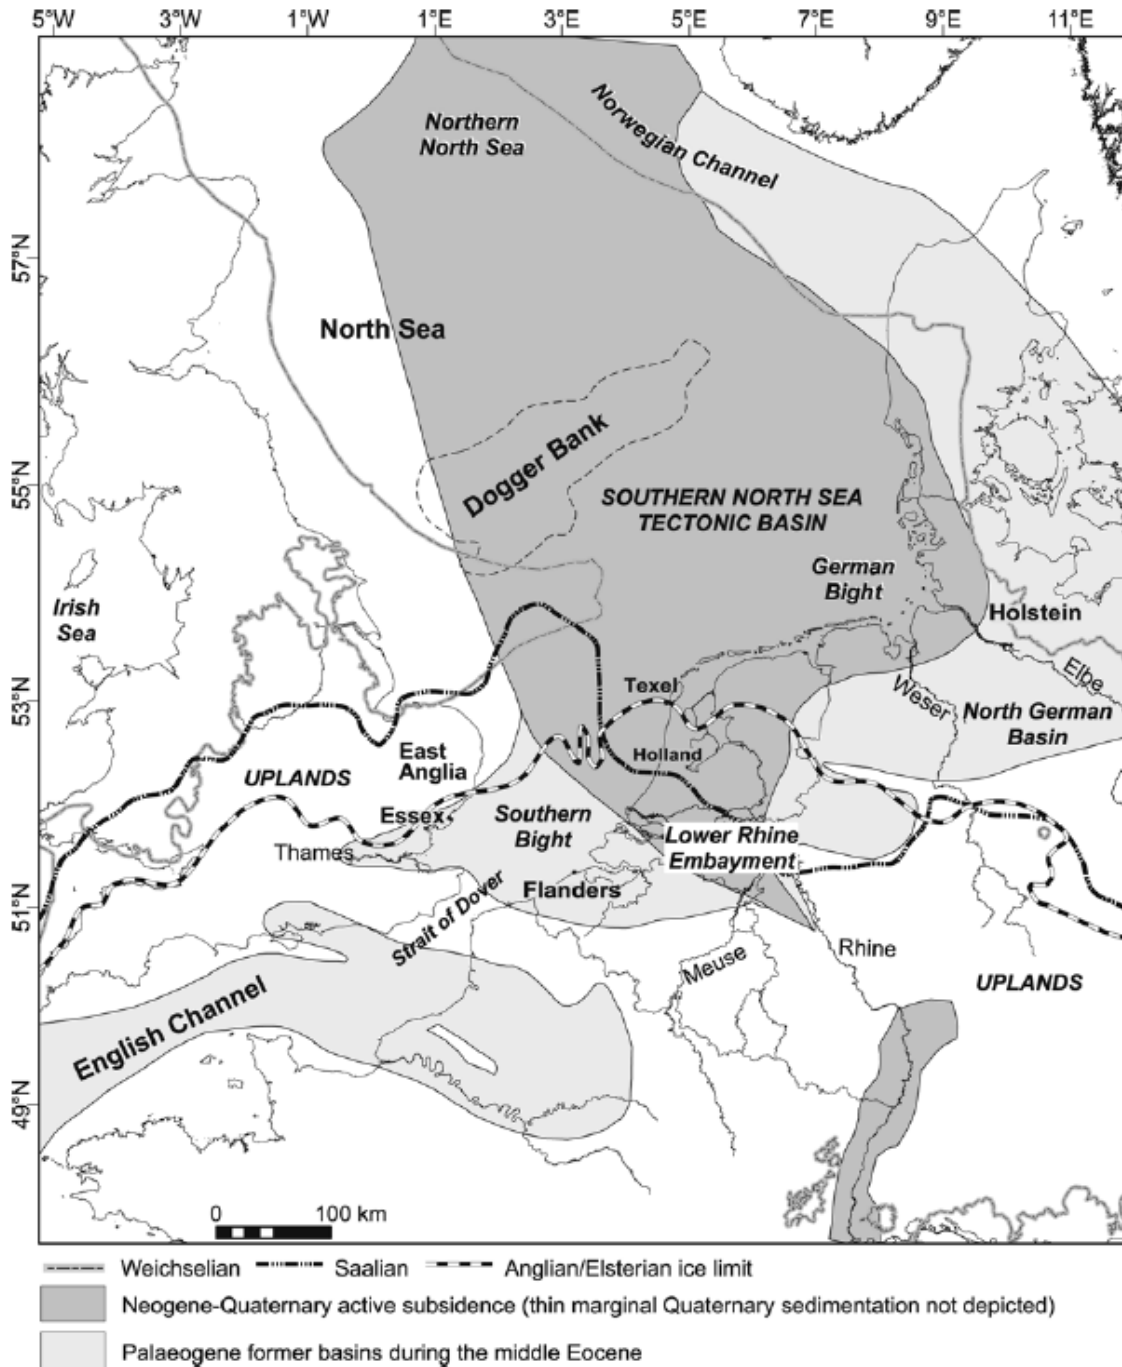 5°W 3°W 1°W 1°E 3°E 5°E 7°E 9°E 11°E
Northern
North Sea
Norwegian Channel
57°N
North Sea
Dogger Bank
55°N
SOUTHERN NORTH SEA
TECTONIC BASIN
German
Bight
Irish
Sea
Holstein
Elbe
Texel
53°N
Weser
North German
Basin
East
Anglia
Holland
UPLANDS
Essex
Southern
Bight
Thames
Lower Rhine
Embayment
Flanders
51°N
Strait of Dover
Meuse
Rhine
UPLANDS
English Channel
49°N
0 100 km
Weichselian Saalian Anglian/Elsterian ice limit
Neogene-Quaternary active subsidence (thin marginal Quaternary sedimentation not depicted)
Palaeogene former basins during the middle Eocene